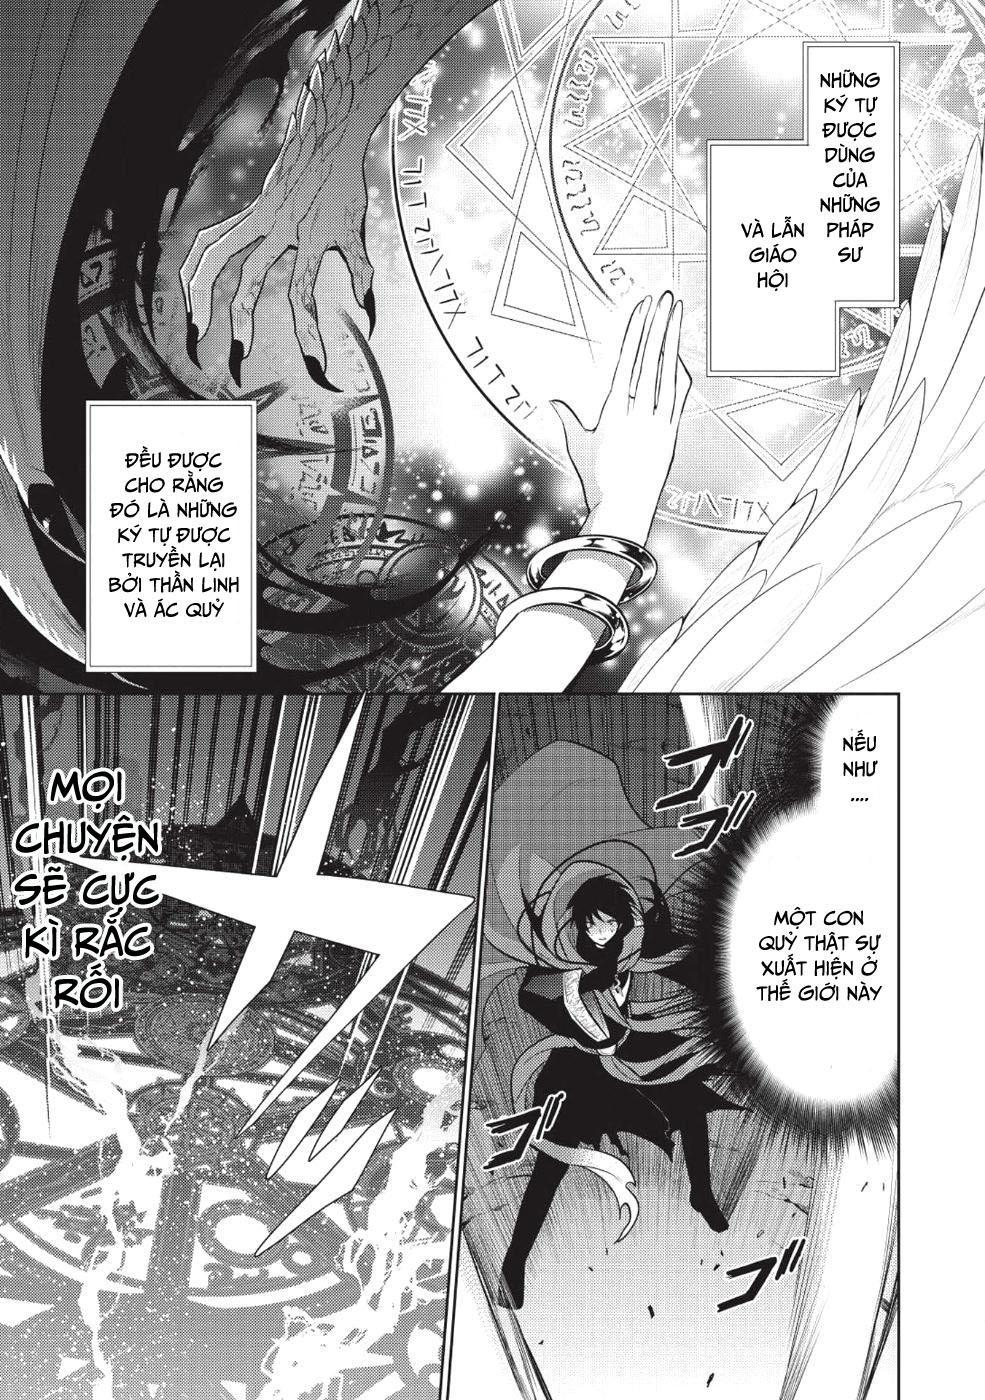 NHỮNG
KÝ TỰ
ĐƯỢC
DÙNG
CỦA
NHỮNG
PHÁP
SƯ
VÀ LẪN
GIÁO
HỘI
ĐỀU ĐƯỢC
CHO RẰNG
ĐÓ LÀ NHỮNG
KÝ TỰ ĐƯỢC
TRUYỀN LẠI
BỞI THẦN LINH
VÀ ÁC QUỶ
NẾU
NHƯ
....
MỘT CON
QUỶ THẬT SỰ
XUẤT HIỆN Ở
THẾ GIỚI NÀY
ゴゴ
ゴゴ
ゴゴ
MỌI
CHUYỆN
SẼ CỰC
KÌ RẮC
RỐI